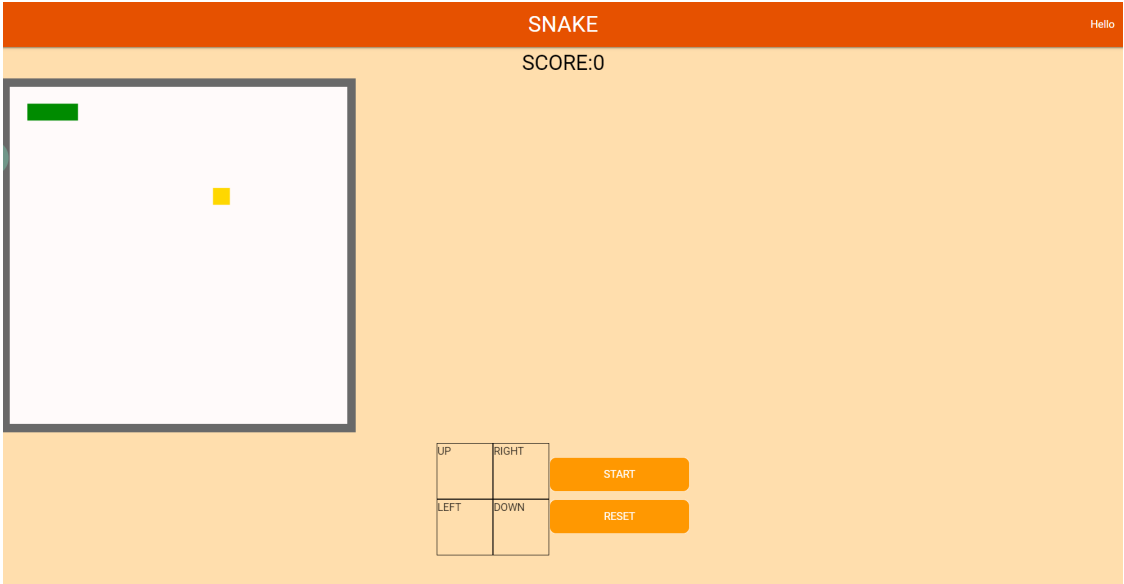 SNAKE
Hello
SCORE:0
UP
RIGHT
START
LEFT
DOWN
RESET